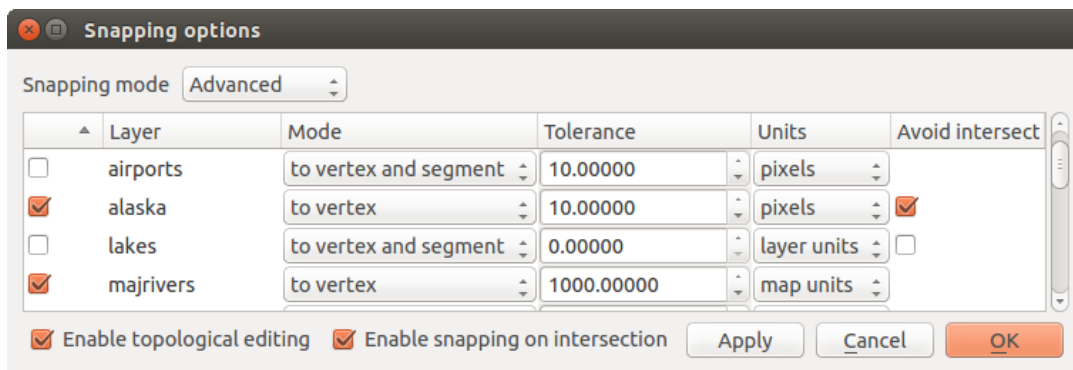 Snapping options
Snapping mode Advanced
Layer Mode Tolerance Units Avoid intersect
airports to vertex and segment 10.00000 pixels
alaska to vertex 10.00000 pixels
lakes to vertex and segment 0.00000 layer units
majrivers to vertex 1000.00000 map units
Enable topological editing Enable snapping on intersection Apply Cancel OK